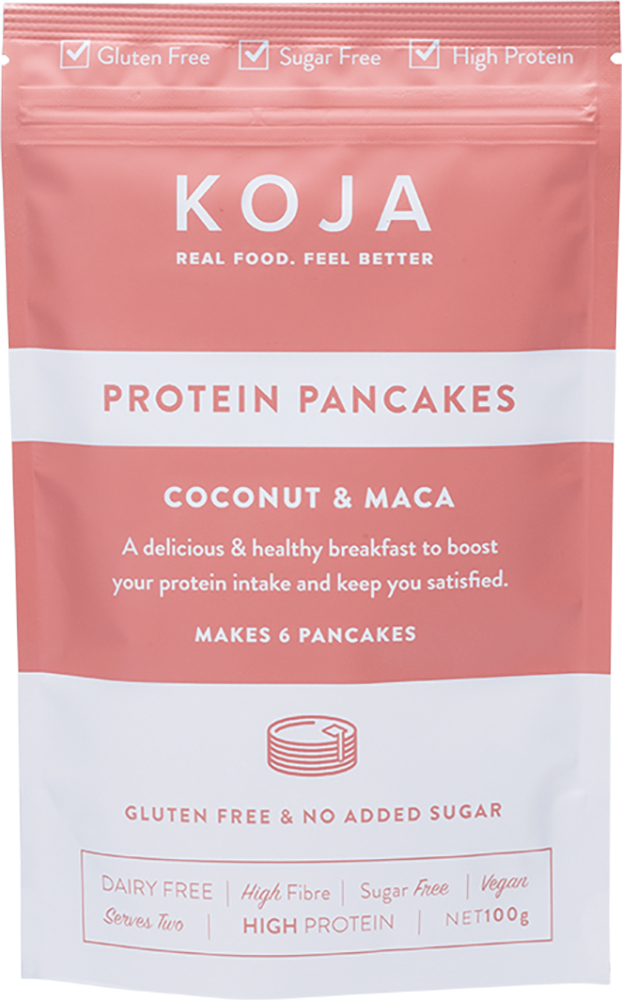 Gluten Free Sugar Free High Protein
KOJA
REAL FOOD. FEEL BETTER
PROTEIN PANCAKES
COCONUT & MACA
A delicious & healthy breakfast to boost
your protein intake and keep you satisfied.
MAKES 6 PANCAKES
GLUTEN FREE & NO ADDED SUGAR
DAIRY FREE | High Fibre | Sugar Free | Vegan
Serves Two | HIGH PROTEIN | NET100g